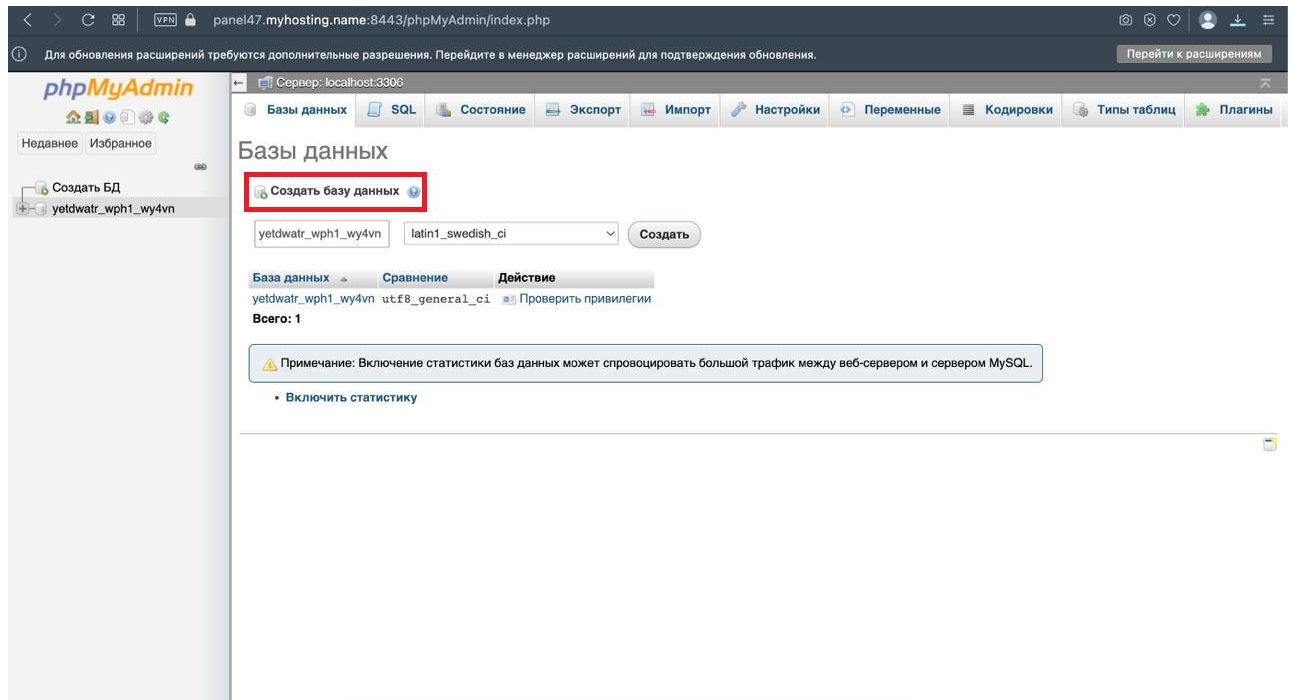 VPN panel47.myhosting.name:8443/phpMyAdmin/index.php
Для обновления расширений требуются дополнительные разрешения. Перейдите в менеджер расширений для подтверждения обновления. Перейти к расширениям
phpMyAdmin
Недавнее Избранное
Создать БД
yetdwatr_wph1_wy4vn
Сервер: localhost:3306
Базы данных SQL Состояние Экспорт Импорт Настройки Переменные Кодировки Типы таблиц Плагины
Базы данных
Создать базу данных
yetdwatr_wph1_wy4vn latin1_swedish_ci Создать
База данных Сравнение Действие
yetdwatr_wph1_wy4vn utf8_general_ci Проверить привилегии
Всего: 1
Примечание: Включение статистики баз данных может спровоцировать большой трафик между веб-сервером и сервером MySQL.
• Включить статистику